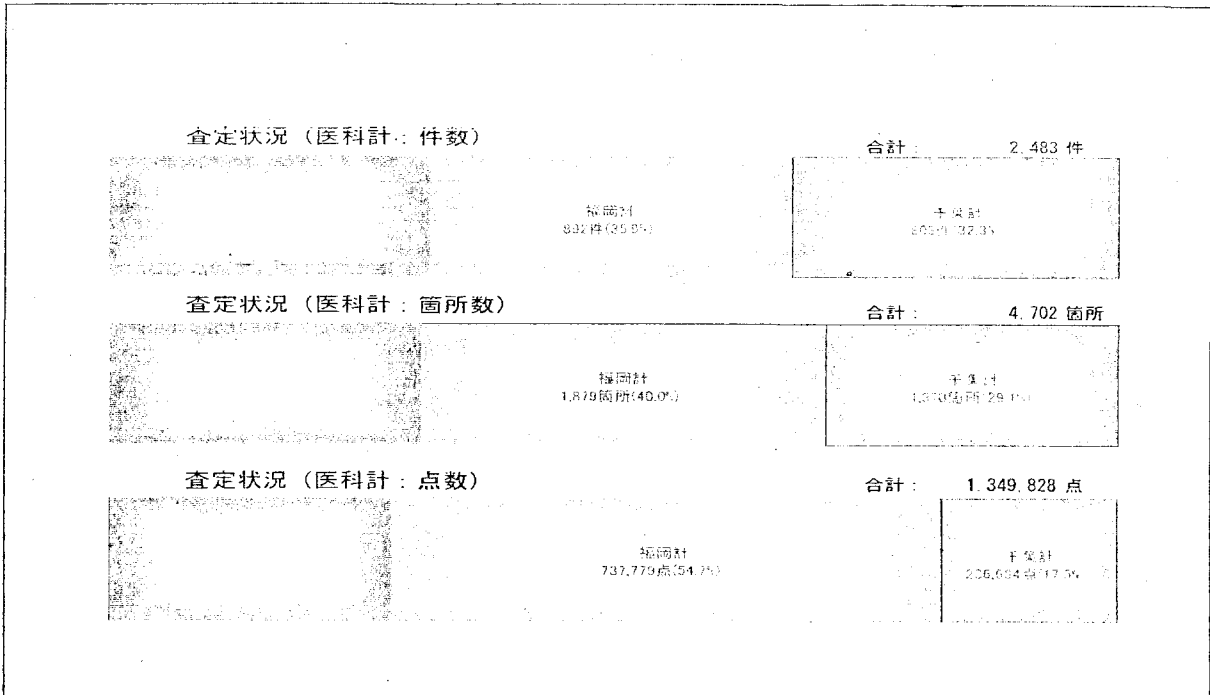 査定状況（医科計：件数）
合計： 2,483 件
福岡計
892件(35.9%)
千葉計
査定状況（医科計：箇所数）
合計： 4,702 箇所
福岡計
1,879箇所(40.0%)
千葉計
査定状況（医科計：点数）
合計： 1,349,828 点
福岡計
737,779点(54.7%)
千葉計